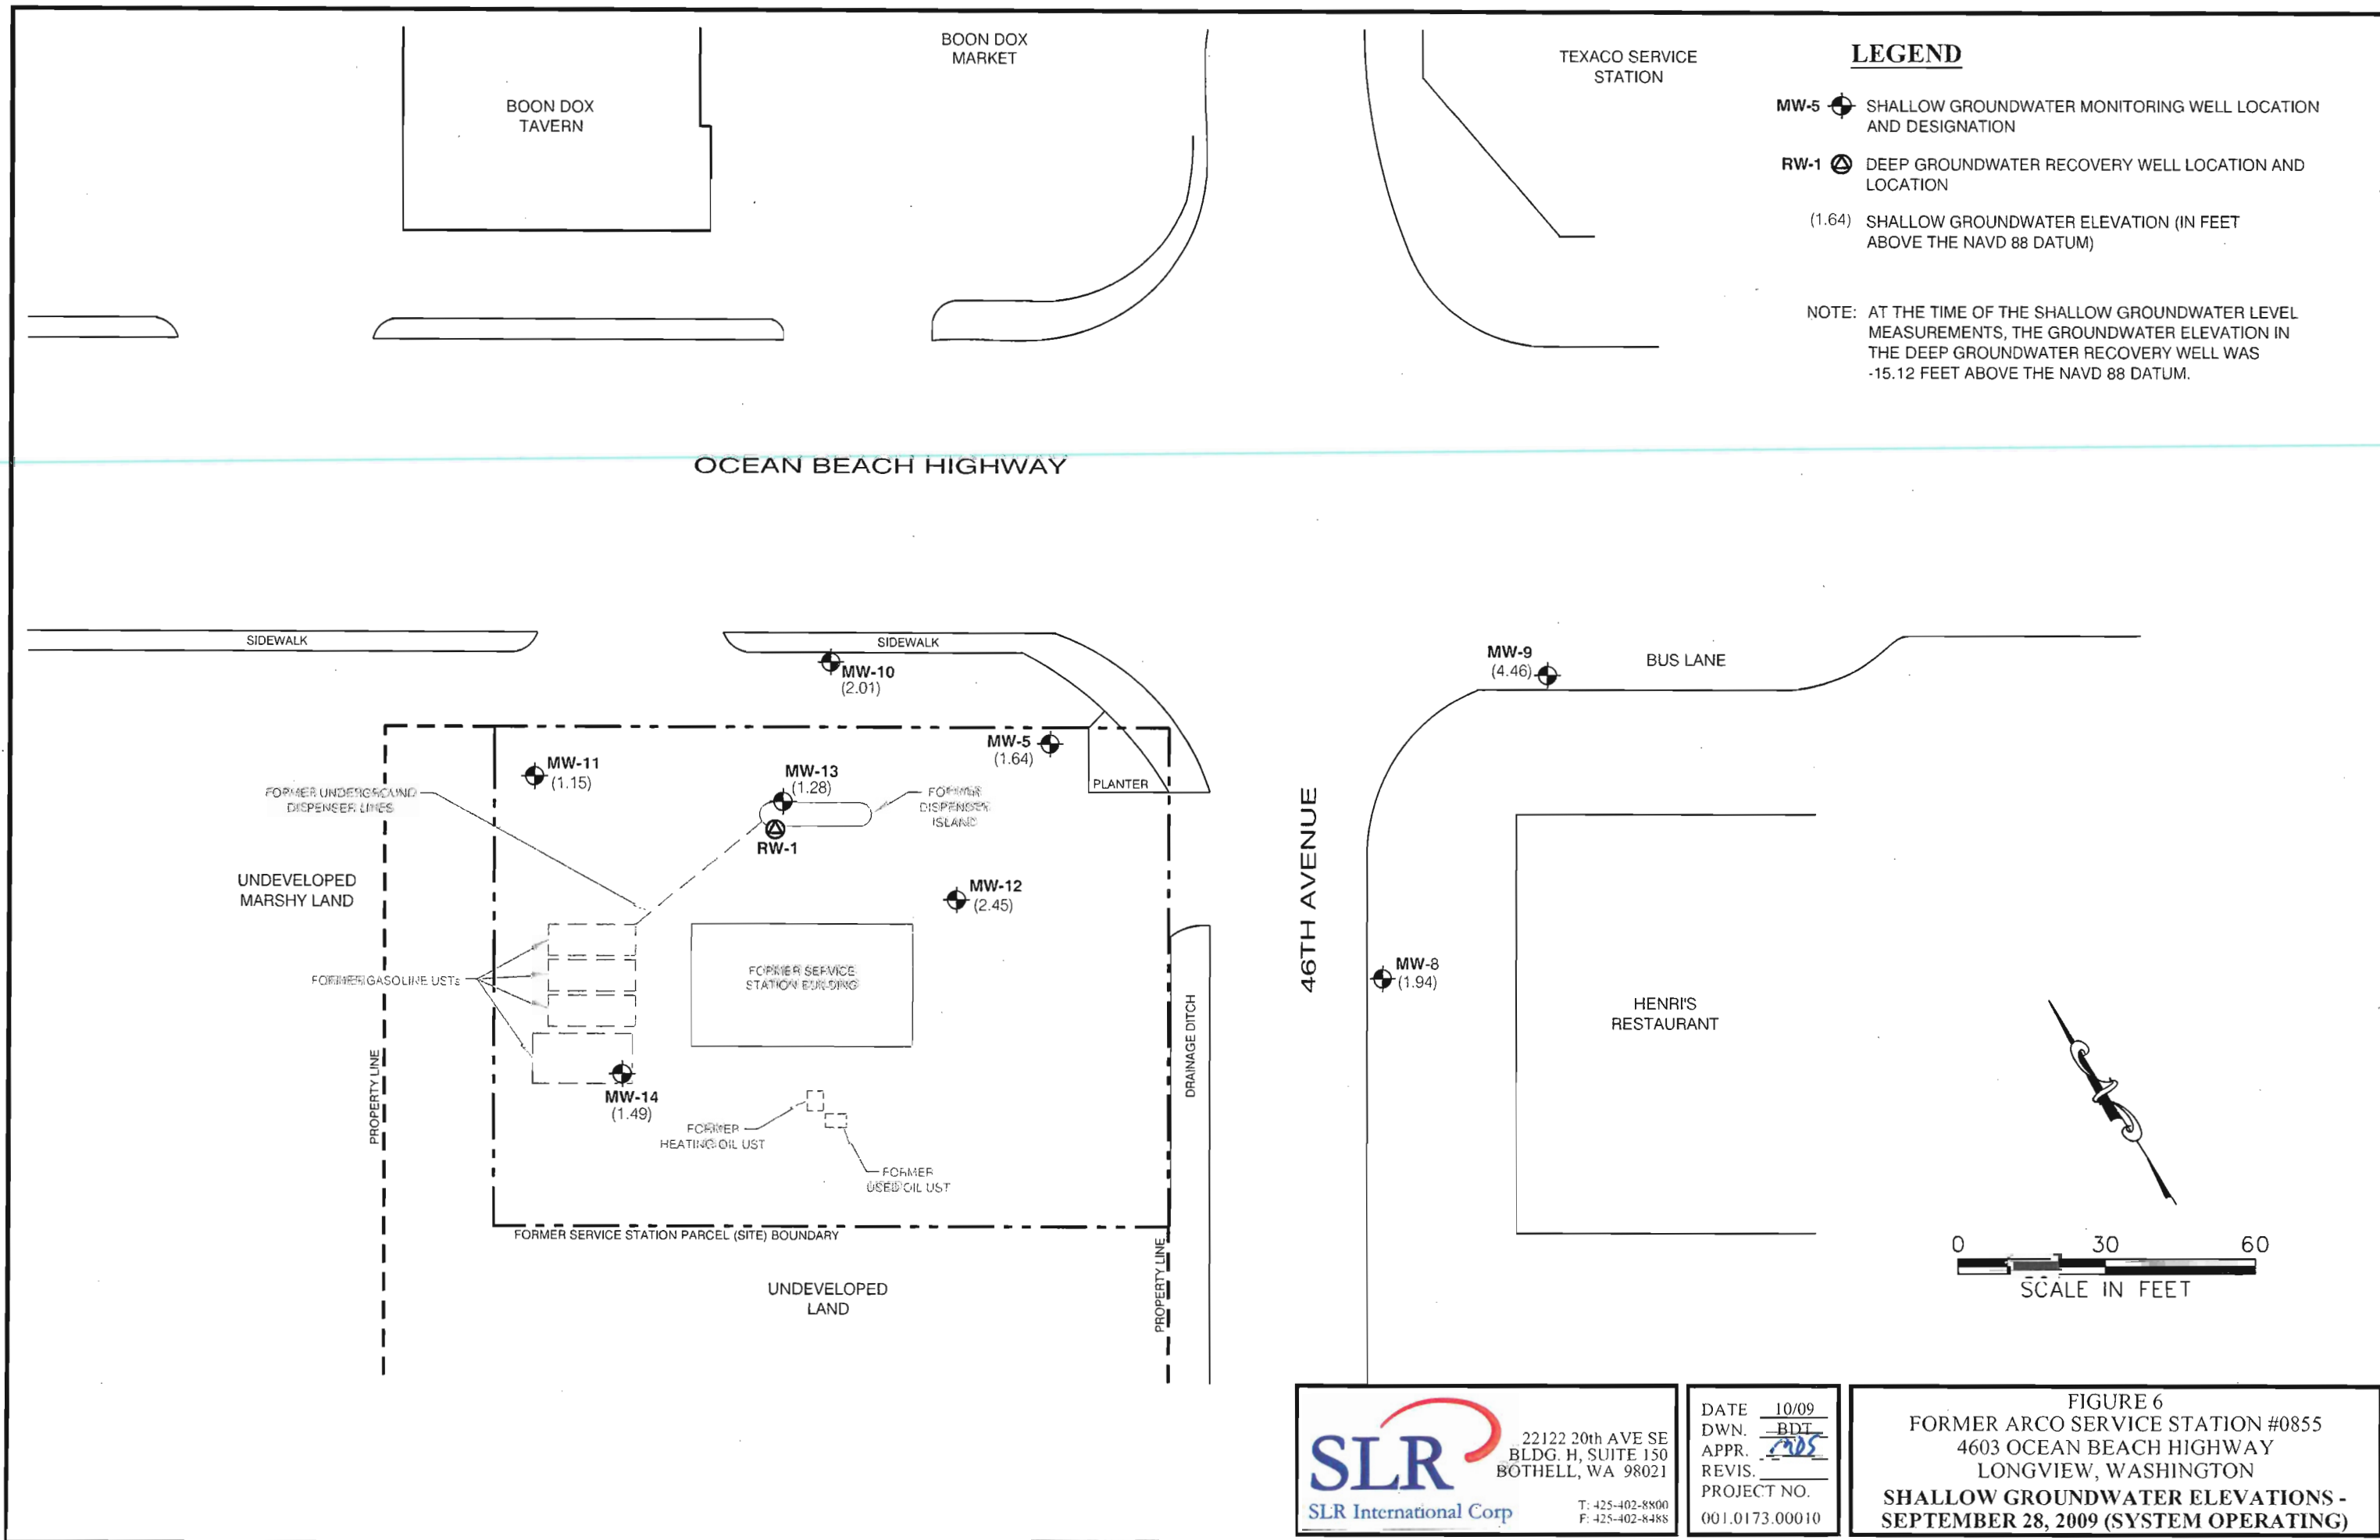 BOON DOX
MARKET
BOON DOX
TAVERN
TEXACO SERVICE
STATION
LEGEND
MW-5 SHALLOW GROUNDWATER MONITORING WELL LOCATION
AND DESIGNATION
RW-1 DEEP GROUNDWATER RECOVERY WELL LOCATION AND
LOCATION
(1.64) SHALLOW GROUNDWATER ELEVATION (IN FEET
ABOVE THE NAVD 88 DATUM)
NOTE: AT THE TIME OF THE SHALLOW GROUNDWATER LEVEL
MEASUREMENTS, THE GROUNDWATER ELEVATION IN
THE DEEP GROUNDWATER RECOVERY WELL WAS
-15.12 FEET ABOVE THE NAVD 88 DATUM.
OCEAN BEACH HIGHWAY
SIDEWALK
SIDEWALK
MW-10
(2.01)
MW-9
(4.46)
BUS LANE
MW-5
(1.64)
MW-11
(1.15)
MW-13
(1.28)
PLANTER
FORMER UNDERGROUND
DISPENSER LINES
FORMER
DISPENSER
ISLAND
RW-1
46TH AVENUE
UNDEVELOPED
MARSHY LAND
MW-12
(2.45)
FORMER GASOLINE USTs
FORMER SERVICE
STATION BUILDING
MW-8
(1.94)
HENRI'S
RESTAURANT
DRAINAGE DITCH
PROPERTY LINE
MW-14
(1.49)
FORMER
HEATING OIL UST
FORMER
USED OIL UST
FORMER SERVICE STATION PARCEL (SITE) BOUNDARY
PROPERTY LINE
UNDEVELOPED
LAND
0 30 60
SCALE IN FEET
SLR
SLR International Corp
22122 20th AVE SE
BLDG. H, SUITE 150
BOTHELL, WA 98021
T: 425-402-8800
F: 425-402-8488
DATE 10/09
DWN. BDT
APPR. MDS
REVIS.
PROJECT NO.
001.0173.00010
FIGURE 6
FORMER ARCO SERVICE STATION #0855
4603 OCEAN BEACH HIGHWAY
LONGVIEW, WASHINGTON
SHALLOW GROUNDWATER ELEVATIONS -
SEPTEMBER 28, 2009 (SYSTEM OPERATING)